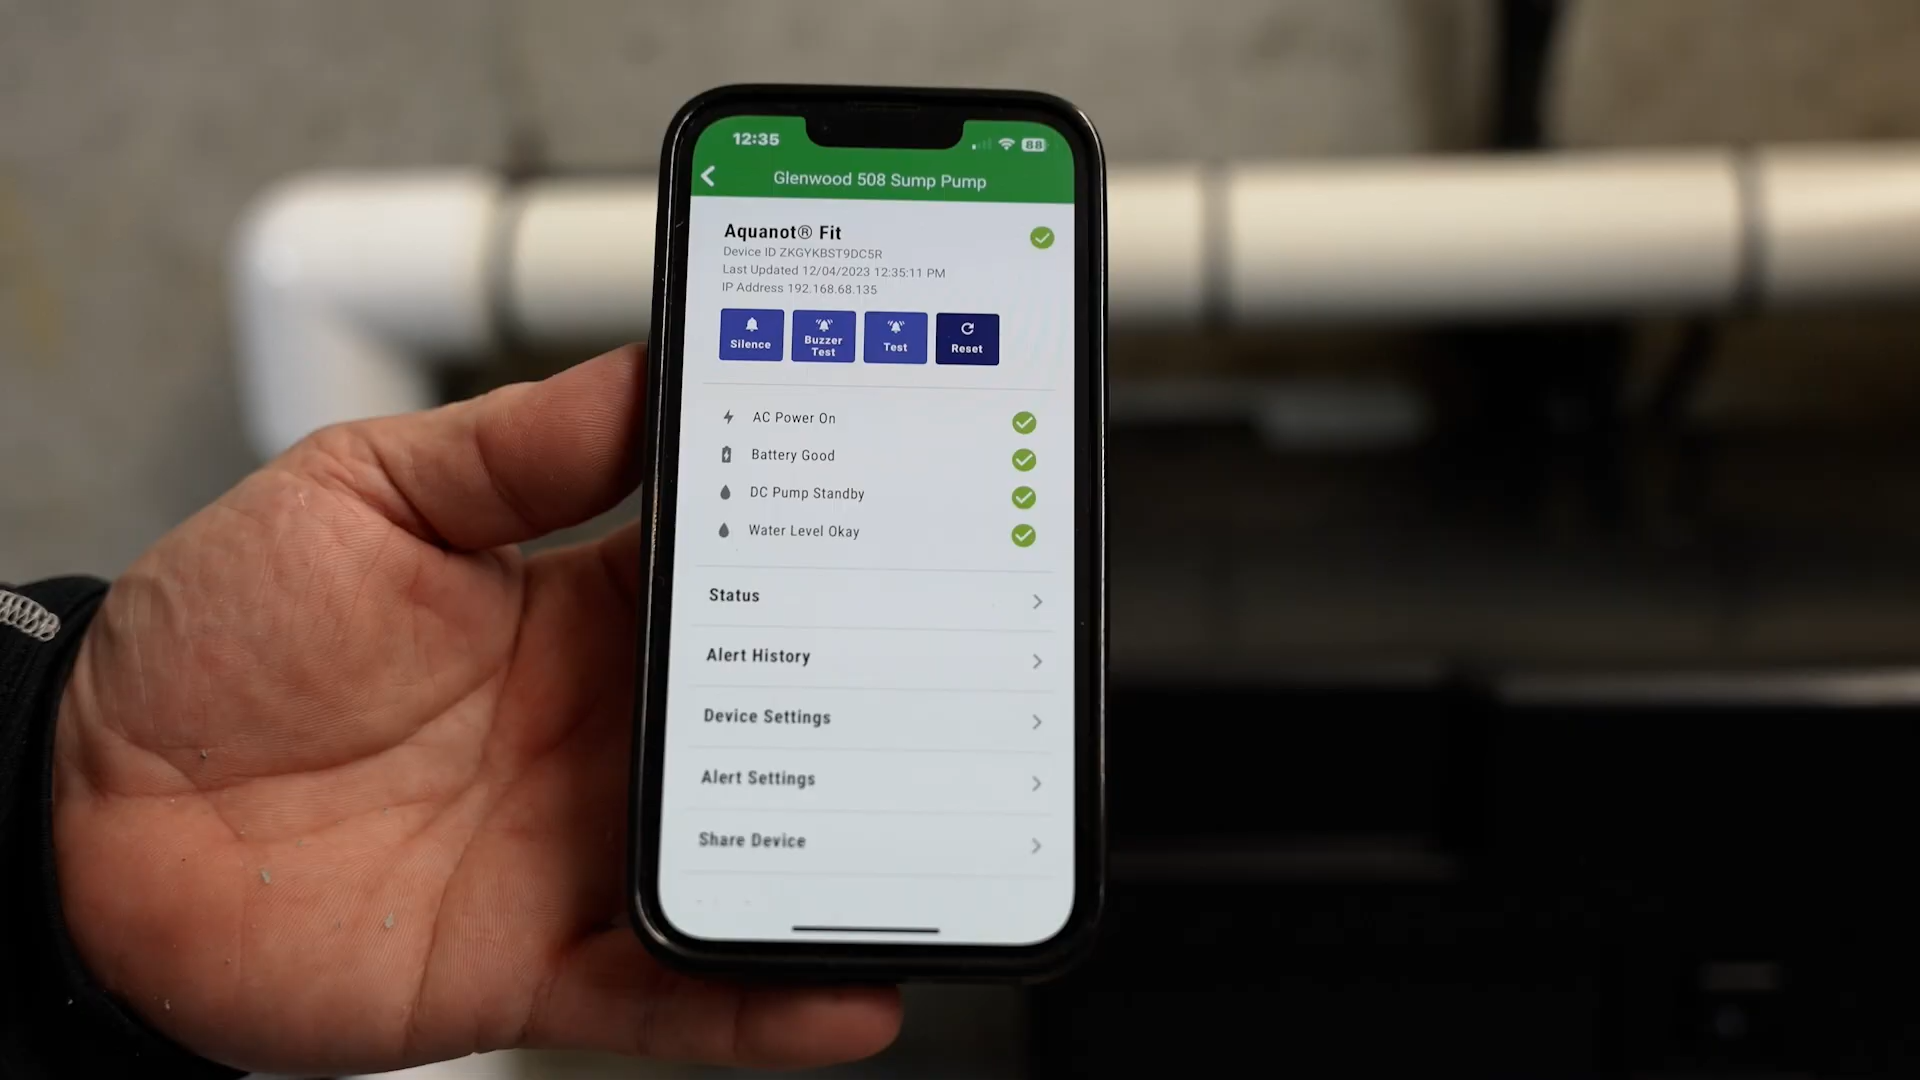 12:35
88
Glenwood 508 Sump Pump
Aquanot® Fit
Device ID ZKGYKBST9DC5R
Last Updated 12/04/2023 12:35:11 PM
IP Address 192.168.68.135
Silence
Buzzer
Test
Test
Reset
AC Power On
Battery Good
DC Pump Standby
Water Level Okay
Status
Alert History
Device Settings
Alert Settings
Share Device